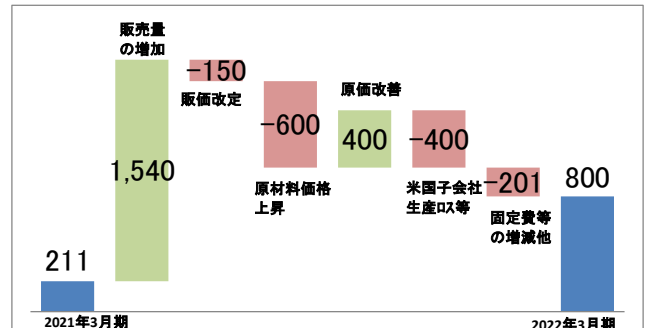 販売量
の増加
1,540
-150
販価改定
-600
原材料価格
上昇
原価改善
400
-400
米国子会社
生産ロス等
-201
固定費等
の増減他
800
211
2021年3月期
2022年3月期